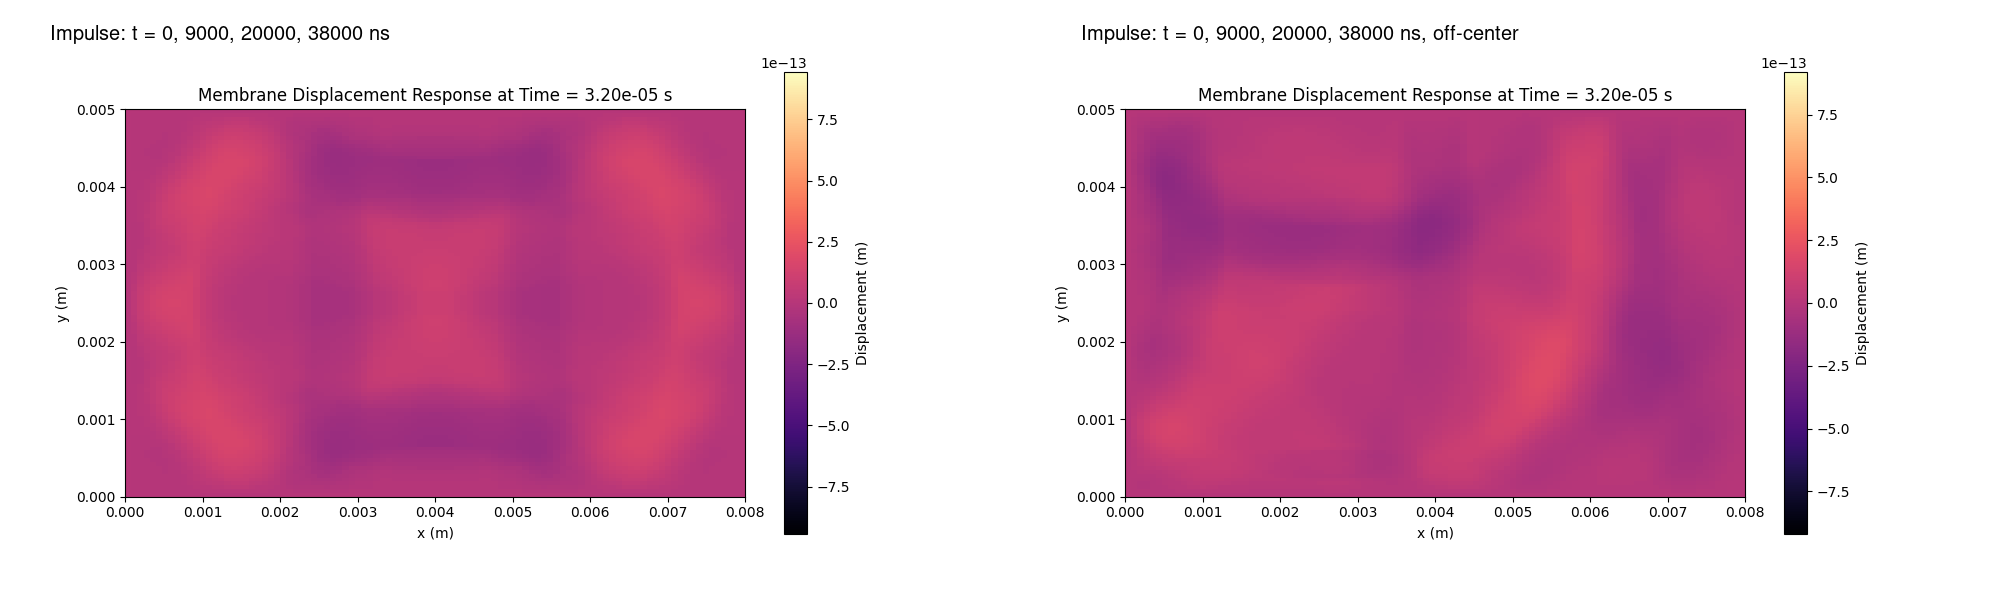 Impulse: t = 0, 9000, 20000, 38000 ns
1e−13
Membrane Displacement Response at Time = 3.20e-05 s
0.005
0.004
0.003
0.002
0.001
0.000
y (m)
0.000 0.001 0.002 0.003 0.004 0.005 0.006 0.007 0.008
x (m)
7.5
5.0
2.5
0.0
−2.5
−5.0
−7.5
Displacement (m)
Impulse: t = 0, 9000, 20000, 38000 ns, off-center
1e−13
Membrane Displacement Response at Time = 3.20e-05 s
0.005
0.004
0.003
0.002
0.001
0.000
y (m)
0.000 0.001 0.002 0.003 0.004 0.005 0.006 0.007 0.008
x (m)
7.5
5.0
2.5
0.0
−2.5
−5.0
−7.5
Displacement (m)